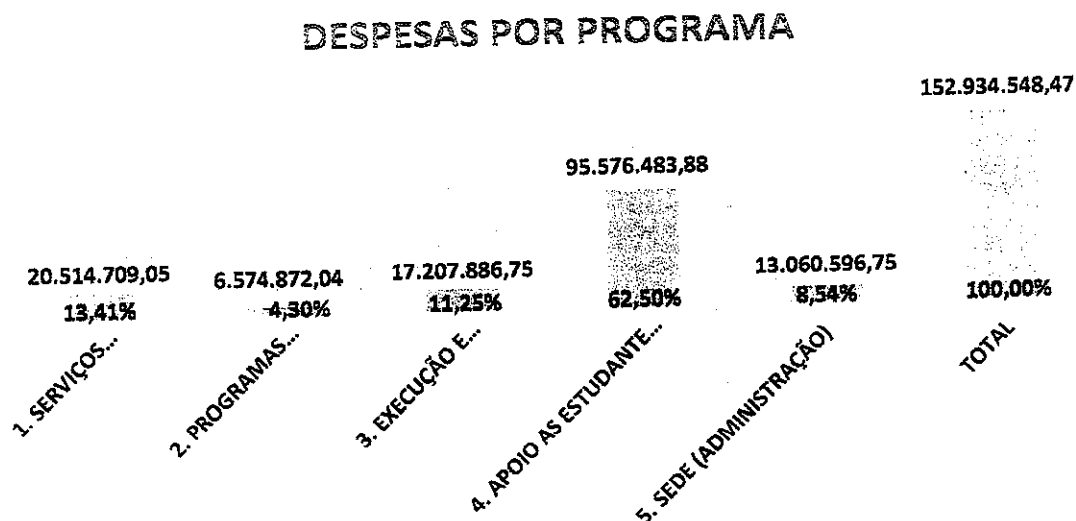 DESPESAS POR PROGRAMA
152.934.548,47
95.576.483,88
20.514.709,05
6.574.872,04
17.207.886,75
13.060.596,75
13,41%
4,30%
11,25%
62,50%
8,54%
100,00%
1. SERVIÇOS...
2. PROGRAMAS...
3. EXECUÇÃO E...
4. APOIO AS ESTUDANTE...
5. SEDE (ADMINISTRAÇÃO)
TOTAL